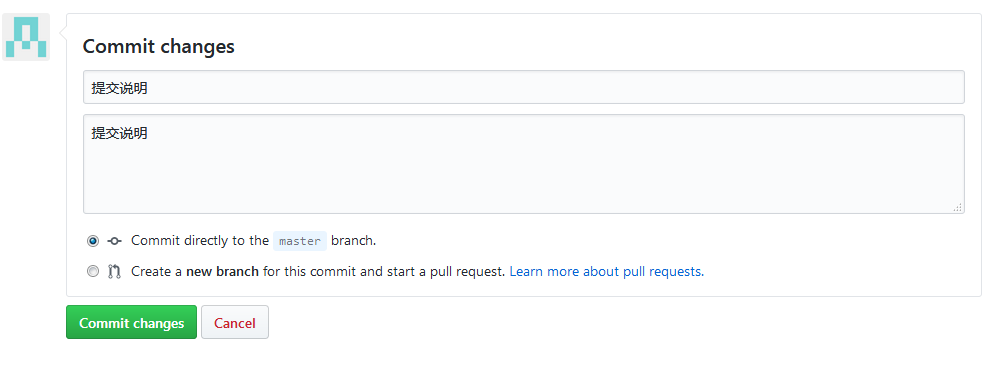 Commit changes
提交说明
提交说明
Commit directly to the master branch.
Create a new branch for this commit and start a pull request. Learn more about pull requests.
Commit changes Cancel